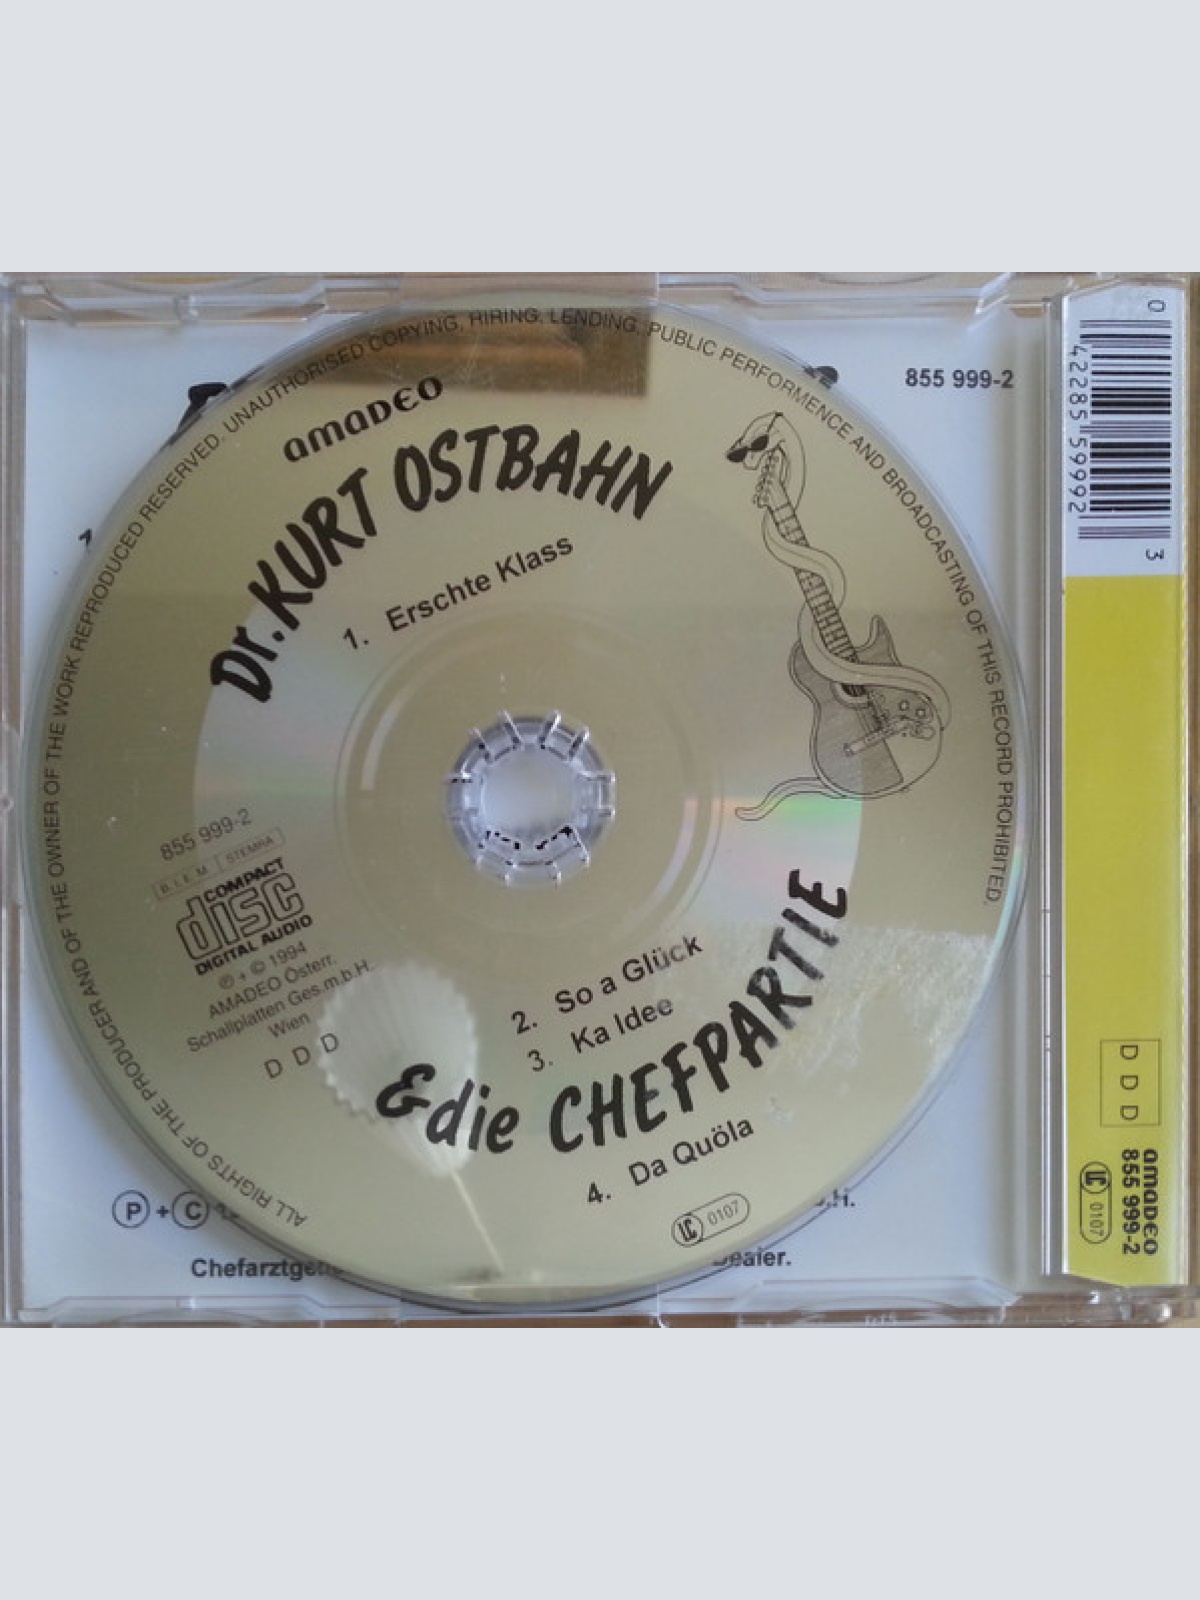 ALL RIGHTS OF THE PRODUCER AND OF THE OWNER OF THE WORK REPRODUCED RESERVED. UNAUTHORISED COPYING, HIRING, LENDING, PUBLIC PERFORMENCE AND BROADCASTING OF THIS RECORD PROHIBITED.
amadeo
Dr. KURT OSTBAHN
1. Erschte Klass
855 999-2
B.I.E.M. STEMRA
COMPACT
disc
DIGITAL AUDIO
℗ + © 1994
AMADEO Österr.
Schallplatten Ges.m.b.H.
Wien
D D D
2. So a Glück
3. Ka Idee
& die CHEFPARTIE
4. Da Quöla
LC 0107
855 999-2
P + C
.H.
Dealer.
0 42285 59992 3
D D D
amadeo
855 999-2
LC 0107